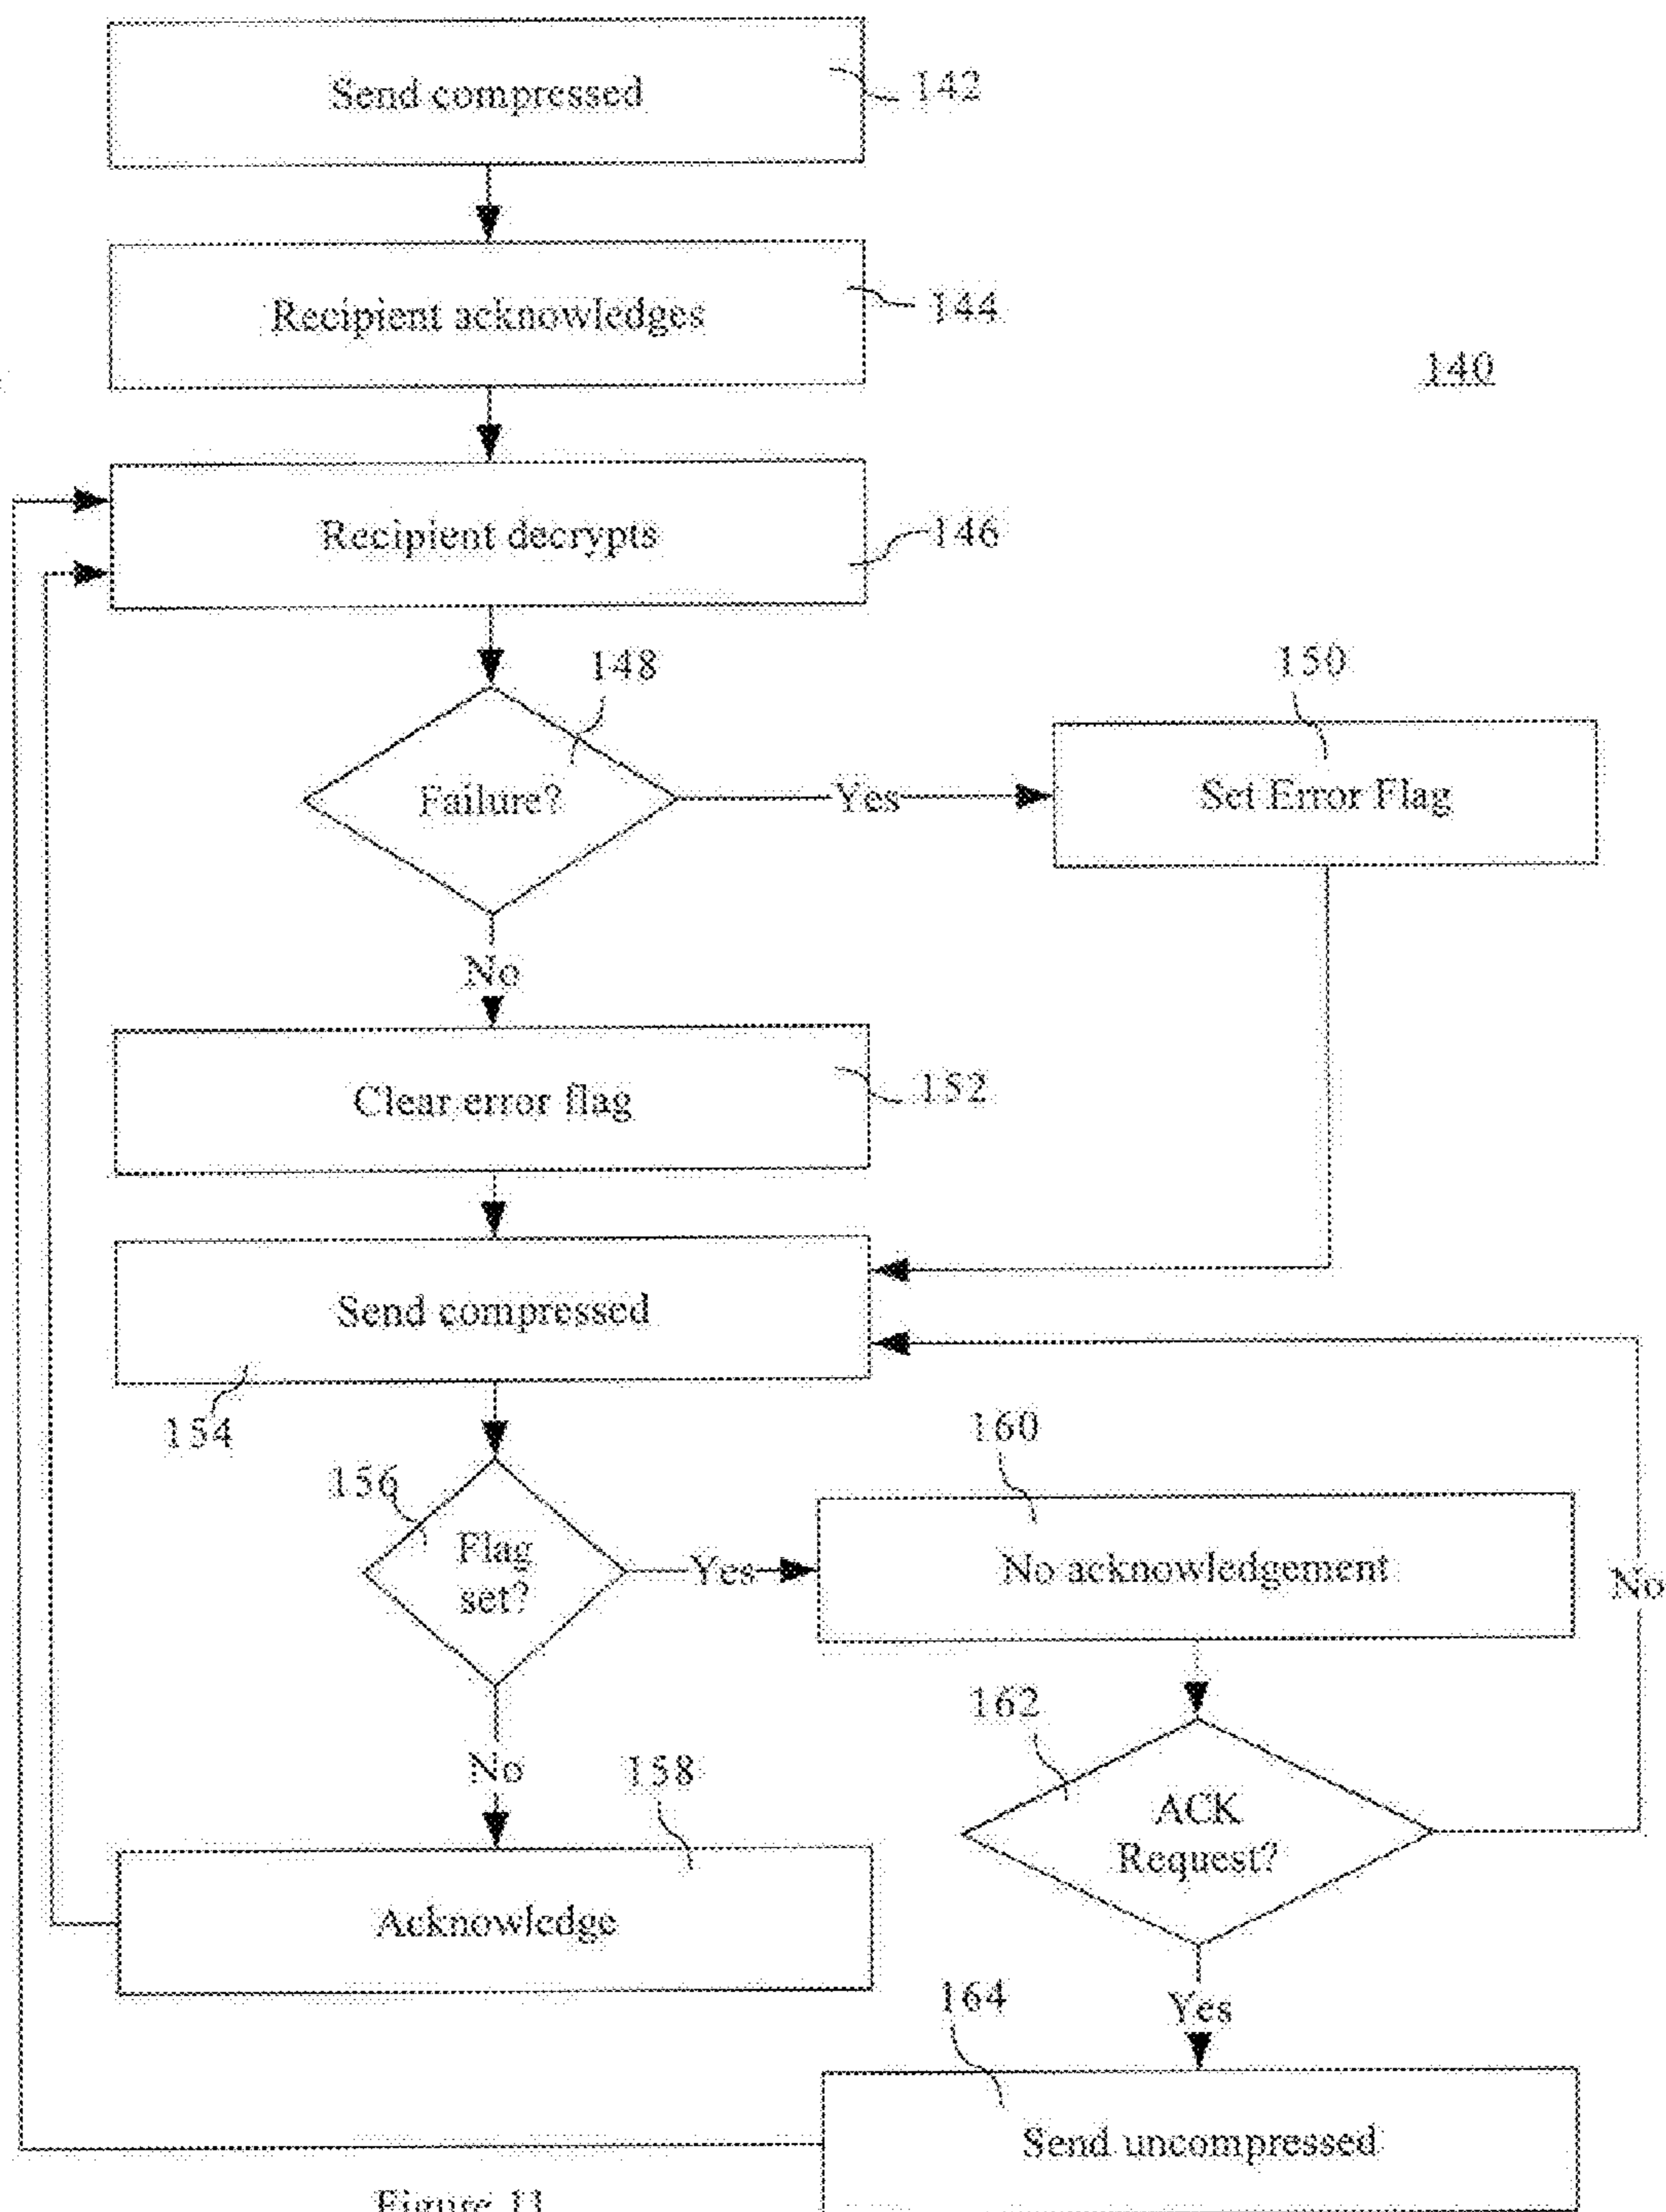 Send compressed
142
Recipient acknowledges
144
140
Recipient decrypts
146
148
150
Failure?
Yes
Set Error Flag
No
Clear error flag
152
Send compressed
154
160
156
Flag
set?
Yes
No acknowledgement
No
162
No
158
ACK
Request?
Acknowledge
164
Yes
Send uncompressed
Figure 11